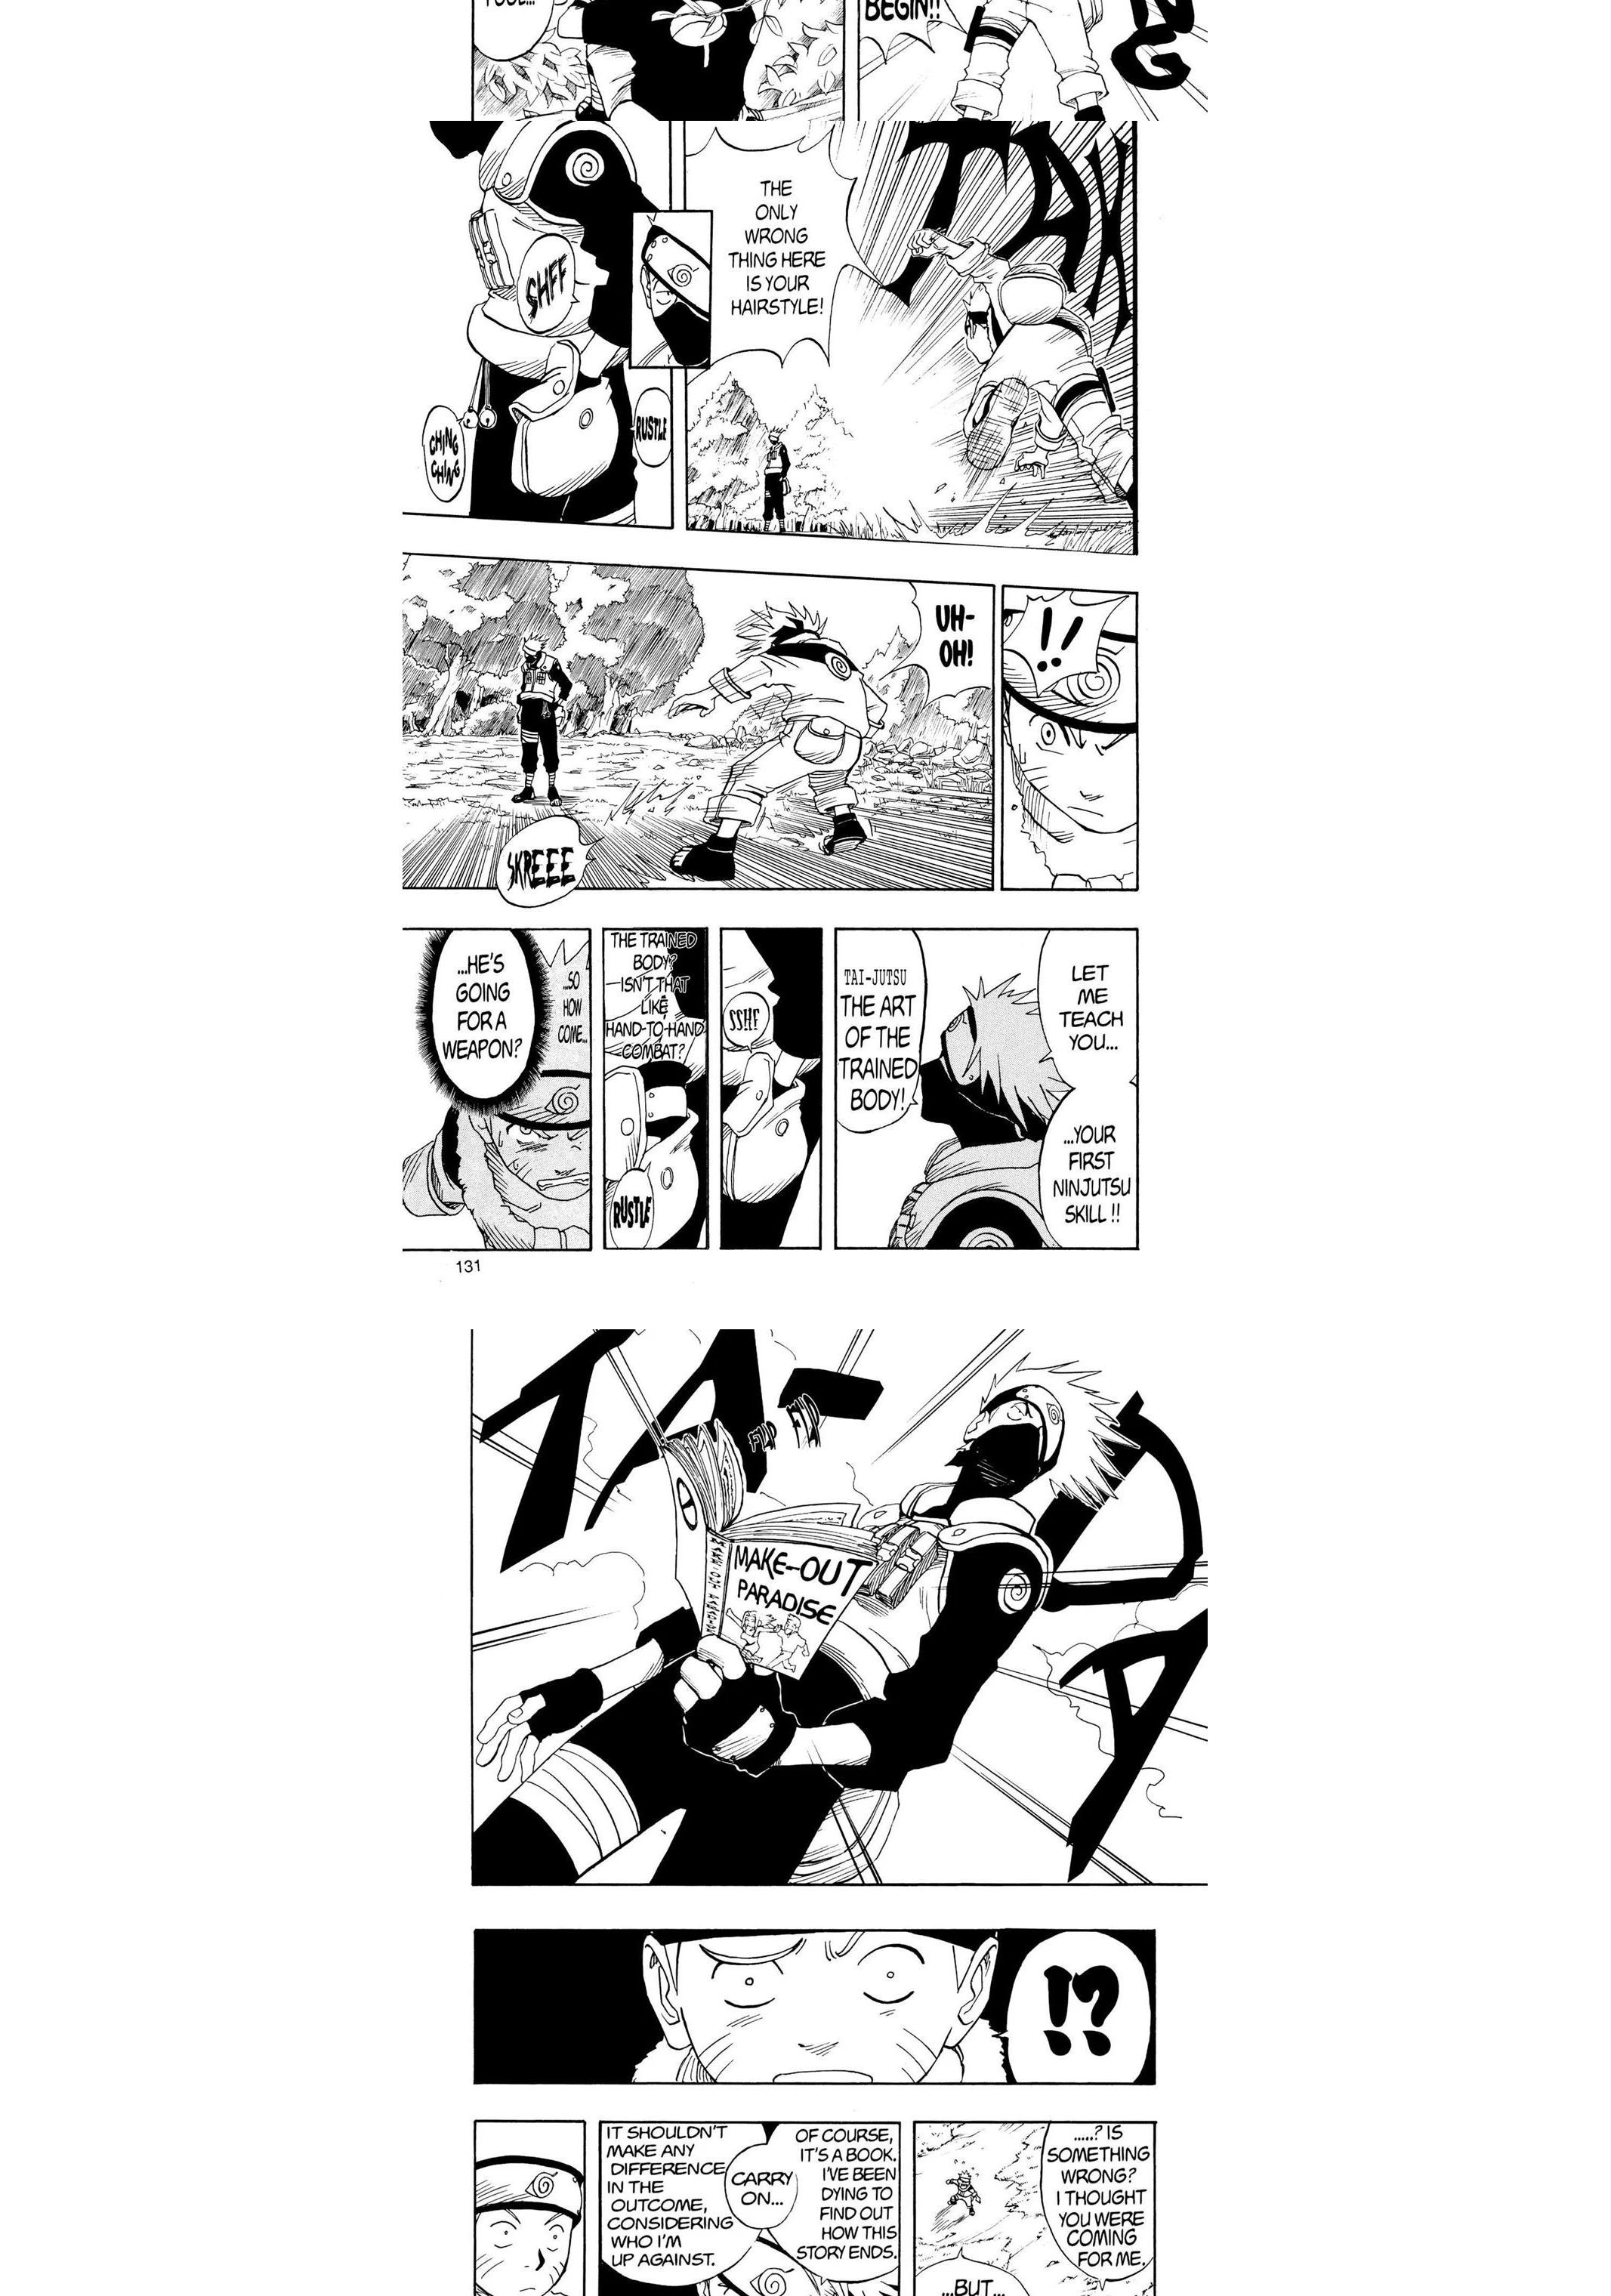 BEGIN!!
NG
TAX
THE
ONLY
WRONG
THING HERE
IS YOUR
HAIRSTYLE!
SHFF
RUSTLE
CHING
CHING
!!
UH-
OH!
SKREEE
LET
ME
TEACH
YOU...
...YOUR
FIRST
NINJUTSU
SKILL!!
TAI-JUTSU
THE ART
OF THE
TRAINED
BODY!
SSHF
THE TRAINED
BODY?
ISN'T THAT
LIKE
HAND-TO-HAND
COMBAT?
RUSTLE
...SO
HOW
COME...
...HE'S
GOING
FOR A
WEAPON?
131
TA-
DA
FLIP
FLIP
MAKE-OUT
PARADISE
!?
.....? IS
SOMETHING
WRONG?
I THOUGHT
YOU WERE
COMING
FOR ME.
...BUT...
OF COURSE,
IT'S A BOOK.
I'VE BEEN
DYING TO
FIND OUT
HOW THIS
STORY ENDS.
CARRY
ON...
IT SHOULDN'T
MAKE ANY
DIFFERENCE
IN THE
OUTCOME,
CONSIDERING
WHO I'M
UP AGAINST.